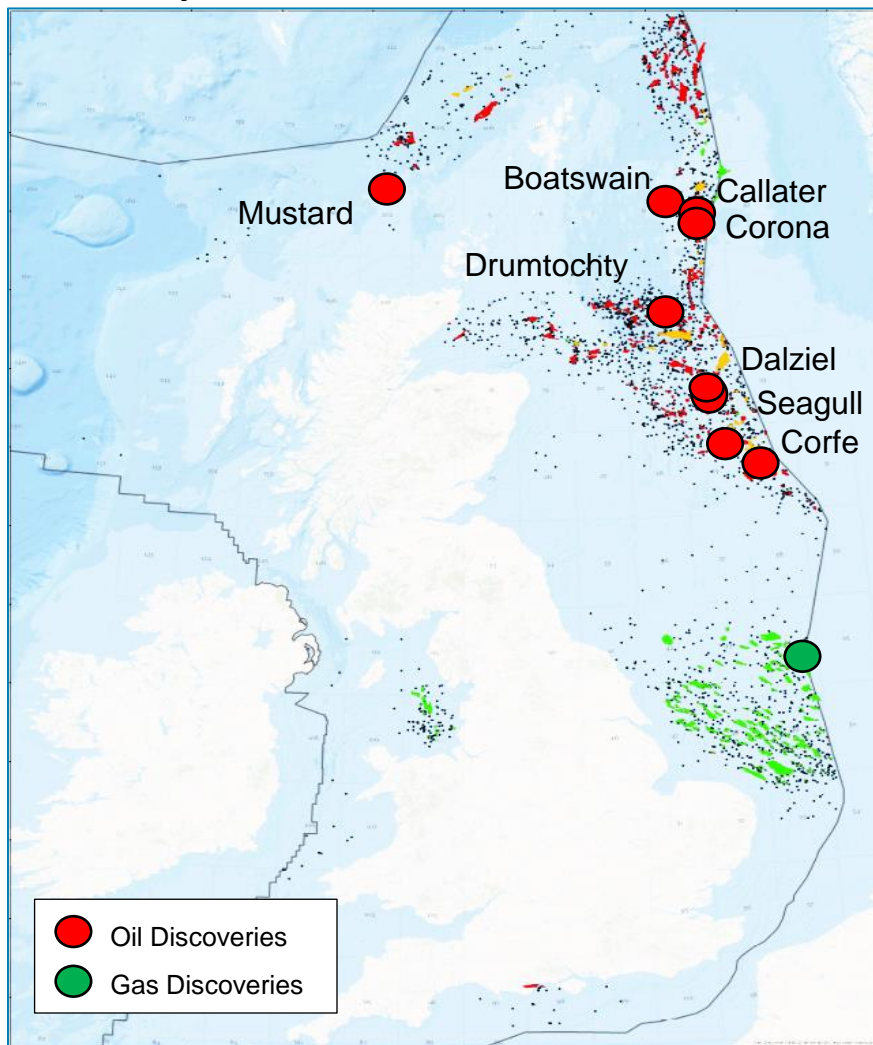 Boatswain
Callater
Mustard
Corona
Drumtochty
Dalziel
Seagull
Corfe
Oil Discoveries
Gas Discoveries